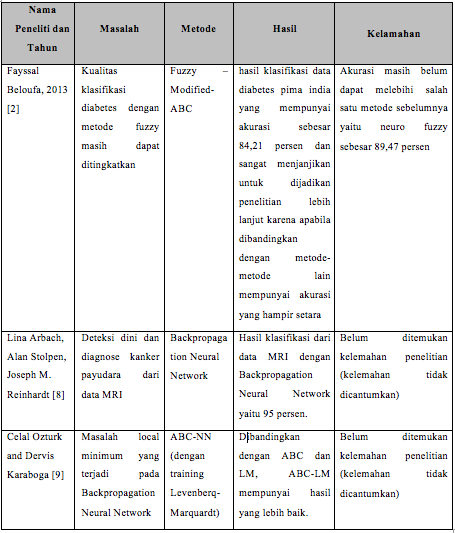 Nama
Peneliti dan
Tahun
Masalah
Metode
Hasil
Kelamahan
Fayssal
Beloufa, 2013
[2]
Kualitas
klasifikasi
diabetes dengan
metode fuzzy
masih dapat
ditingkatkan
Fuzzy –
Modified-
ABC
hasil klasifikasi data
diabetes pima india
yang mempunyai
akurasi sebesar
84,21 persen dan
sangat menjanjikan
untuk dijadikan
penelitian lebih
lanjut karena apabila
dibandingkan
dengan metode-
metode lain
mempunyai akurasi
yang hampir setara
Akurasi masih belum
dapat melebihi salah
satu metode sebelumnya
yaitu neuro fuzzy
sebesar 89,47 persen
Lina Arbach,
Alan Stolpen,
Joseph M.
Reinhardt [8]
Deteksi dini dan
diagnose kanker
payudara dari
data MRI
Backpropaga
tion Neural
Network
Hasil klasifikasi dari
data MRI dengan
Backpropagation
Neural Network
yaitu 95 persen.
Belum ditemukan
kelemahan penelitian
(kelemahan tidak
dicantumkan)
Celal Ozturk
and Dervis
Karaboga [9]
Masalah local
minimum yang
terjadi pada
Backpropagation
Neural Network
ABC-NN
(dengan
training
Levenberq-
Marquardt)
Dibandingkan
dengan ABC dan
LM, ABC-LM
mempunyai hasil
yang lebih baik.
Belum ditemukan
kelemahan penelitian
(kelemahan tidak
dicantumkan)